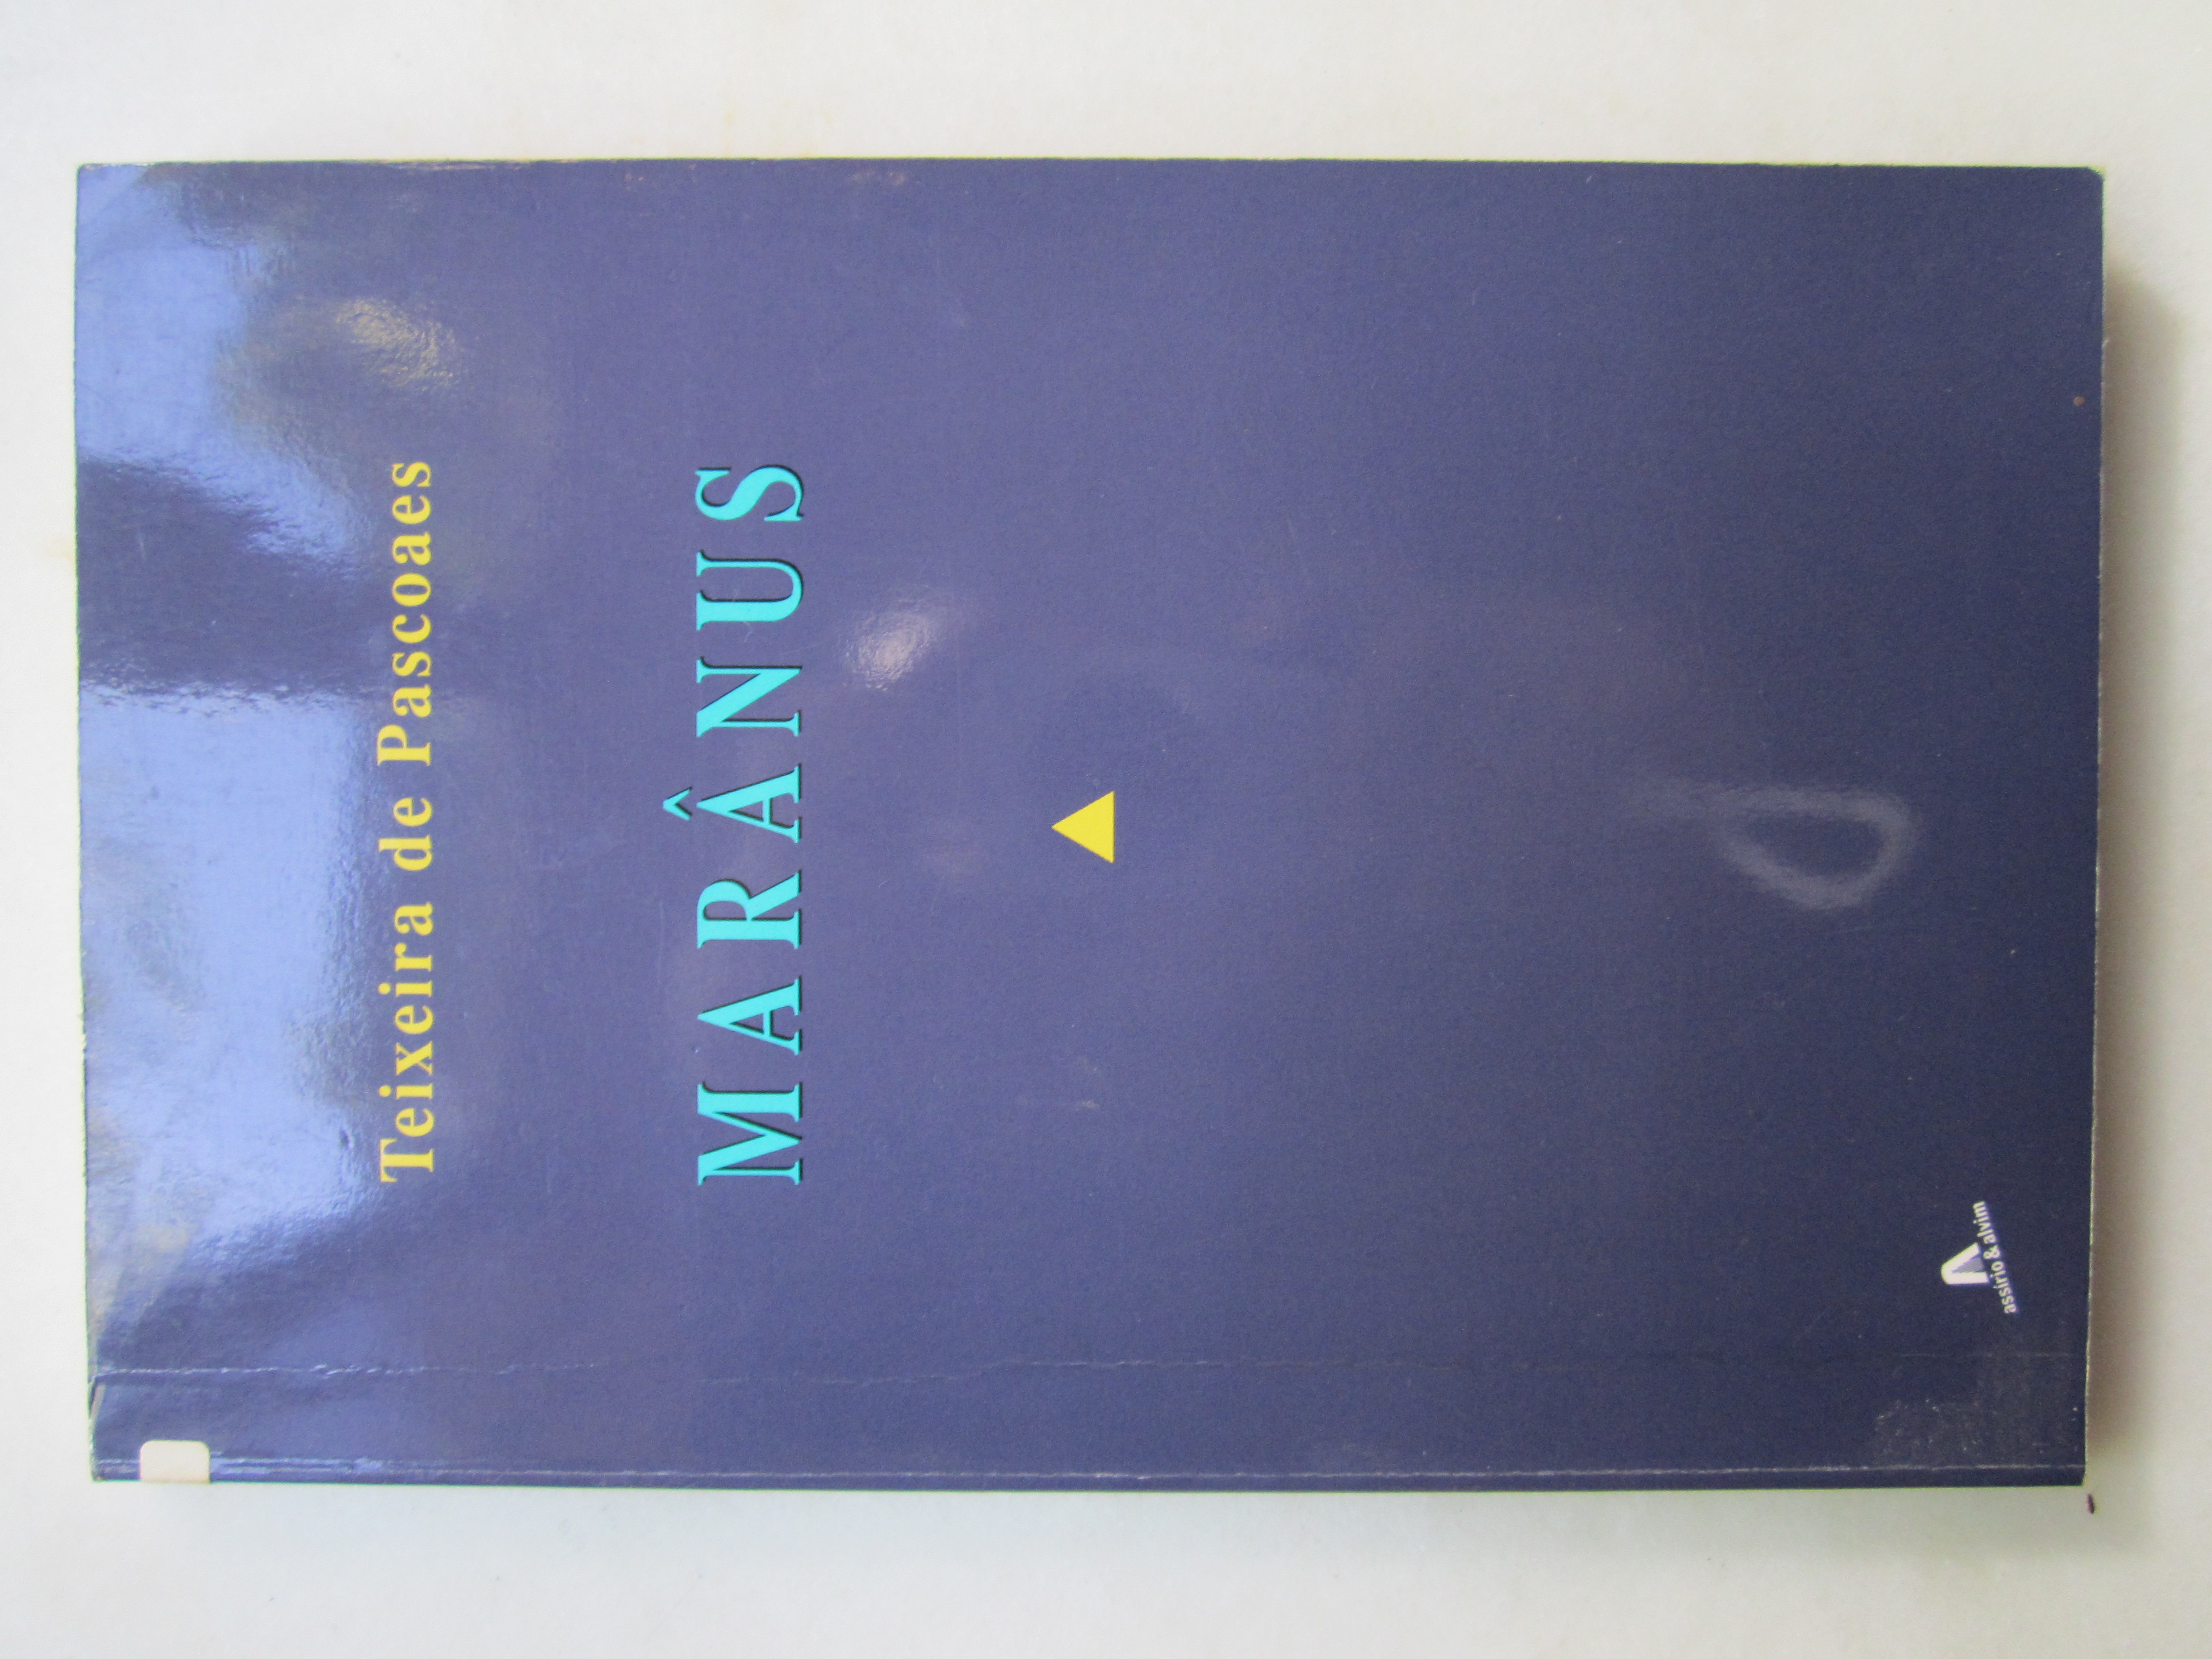 Teixeira de Pascoaes
MARÂNUS
assírio & alvim